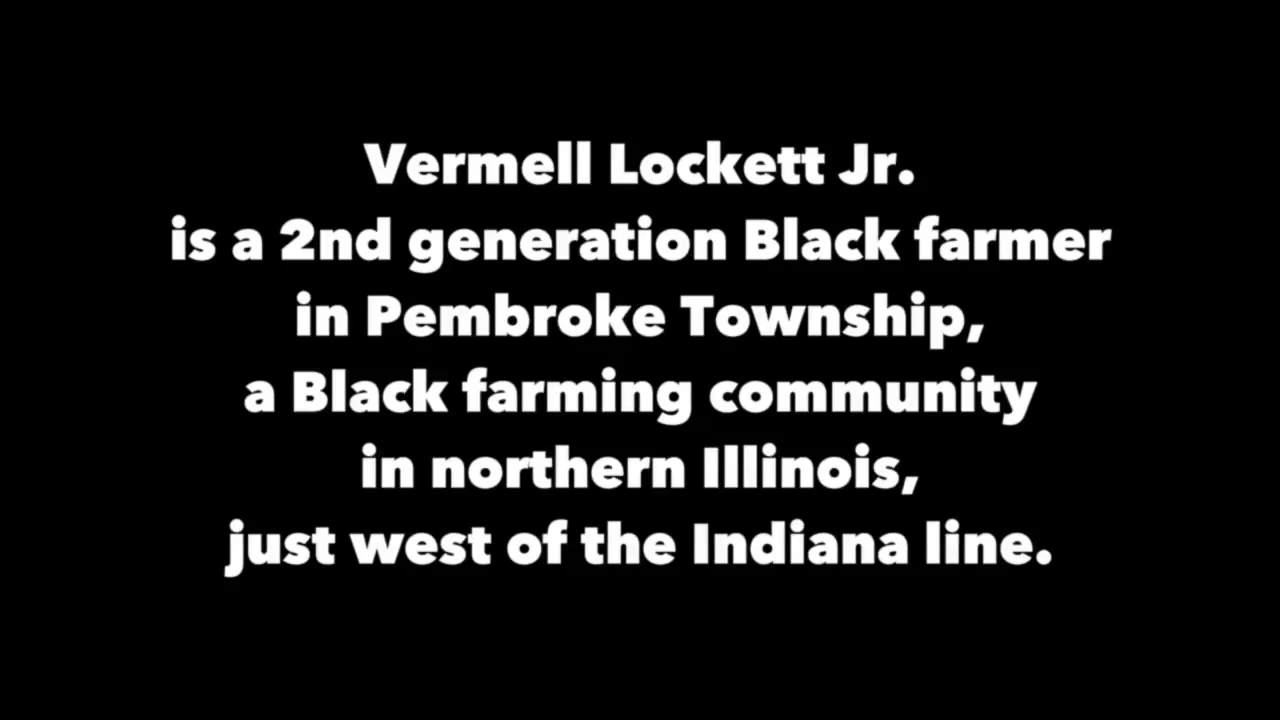 Vermell Lockett Jr.
is a 2nd generation Black farmer
in Pembroke Township,
a Black farming community
in northern Illinois,
just west of the Indiana line.